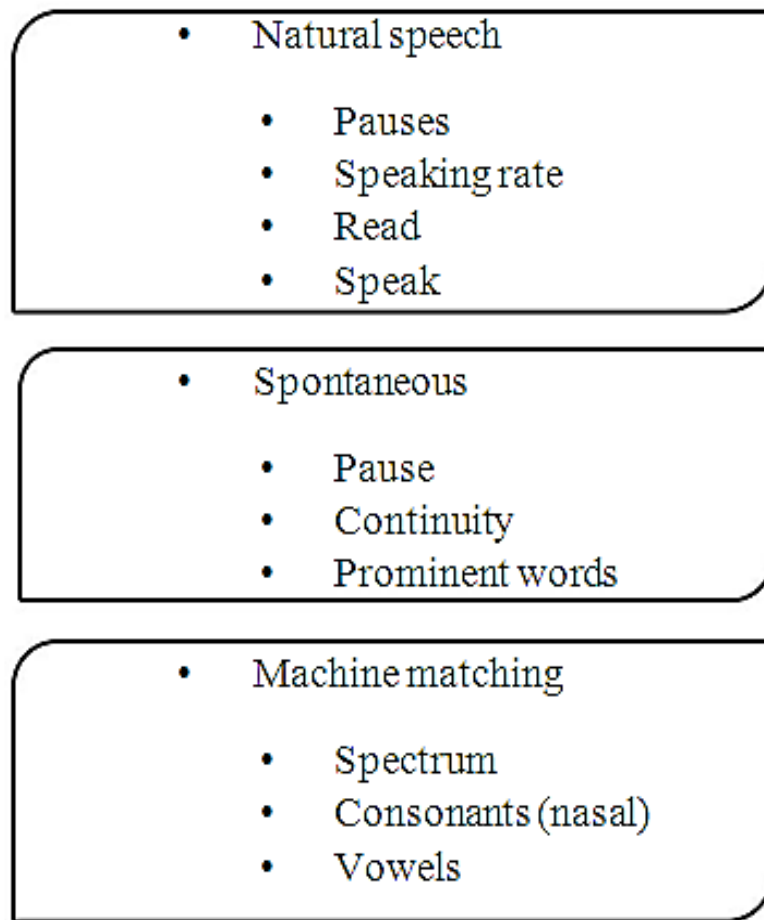 • Natural speech
• Pauses
• Speaking rate
• Read
• Speak
• Spontaneous
• Pause
• Continuity
• Prominent words
• Machine matching
• Spectrum
• Consonants (nasal)
• Vowels